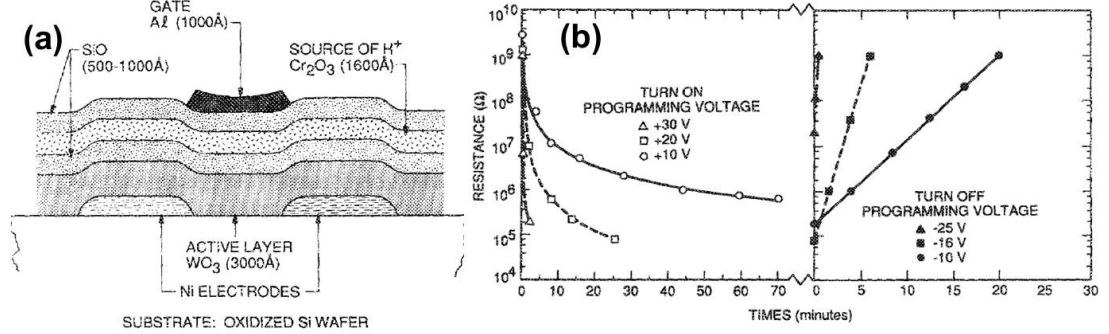 (a)
GATE
Aℓ (1000Å)
SiO
(500-1000Å)
SOURCE OF H⁺
Cr₂O₃ (1600Å)
ACTIVE LAYER
WO₃ (3000Å)
Ni ELECTRODES
SUBSTRATE: OXIDIZED Si WAFER
(b)
RESISTANCE (Ω)
10¹⁰
10⁹
10⁸
10⁷
10⁶
10⁵
10⁴
TURN ON
PROGRAMMING VOLTAGE
+30 V
+20 V
+10 V
TURN OFF
PROGRAMMING VOLTAGE
-25 V
-16 V
-10 V
0 10 20 30 40 50 60 70 0 5 10 15 20 25 30
TIMES (minutes)